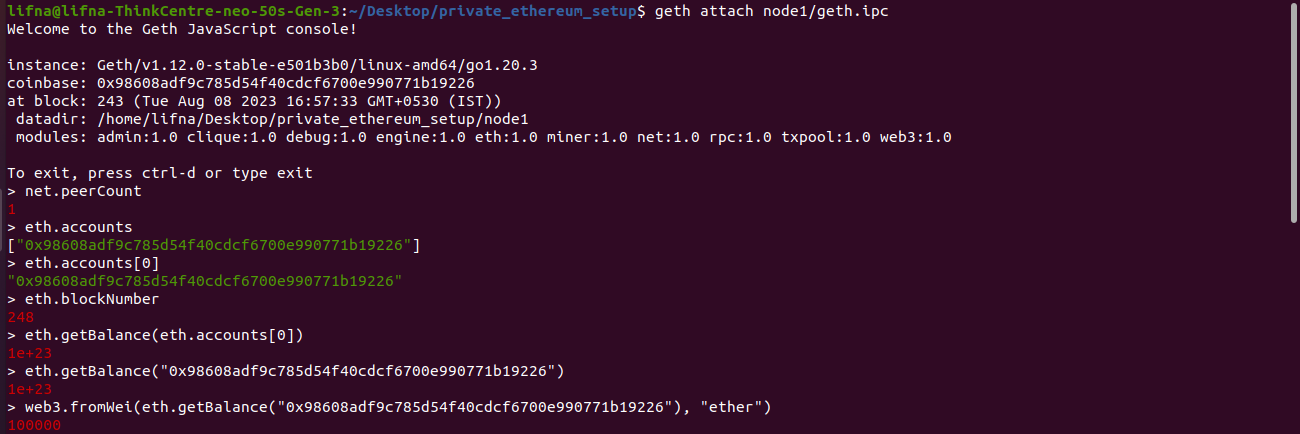 lifna@lifna-ThinkCentre-neo-50s-Gen-3:~/Desktop/private_ethereum_setup$ geth attach node1/geth.ipc
Welcome to the Geth JavaScript console!
instance: Geth/v1.12.0-stable-e501b3b0/linux-amd64/go1.20.3
coinbase: 0x98608adf9c785d54f40cdcf6700e990771b19226
at block: 243 (Tue Aug 08 2023 16:57:33 GMT+0530 (IST))
 datadir: /home/lifna/Desktop/private_ethereum_setup/node1
 modules: admin:1.0 clique:1.0 debug:1.0 engine:1.0 eth:1.0 miner:1.0 net:1.0 rpc:1.0 txpool:1.0 web3:1.0
To exit, press ctrl-d or type exit
> net.peerCount
1
> eth.accounts
["0x98608adf9c785d54f40cdcf6700e990771b19226"]
> eth.accounts[0]
"0x98608adf9c785d54f40cdcf6700e990771b19226"
> eth.blockNumber
248
> eth.getBalance(eth.accounts[0])
1e+23
> eth.getBalance("0x98608adf9c785d54f40cdcf6700e990771b19226")
1e+23
> web3.fromWei(eth.getBalance("0x98608adf9c785d54f40cdcf6700e990771b19226"), "ether")
100000